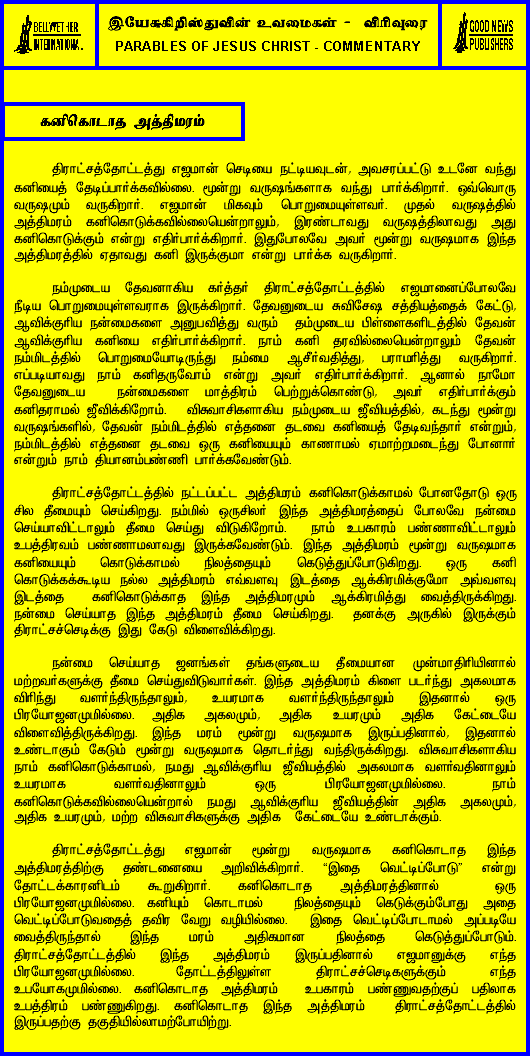 BELLWETHER
INTERNATIONAL
இயேசுகிறிஸ்துவின் உவமைகள் - விரிவுரை
PARABLES OF JESUS CHRIST - COMMENTARY
GOOD NEWS
PUBLISHERS
கனிகொடாத அத்திமரம்
திராட்சத்தோட்டத்து எஜமான் செடியை நட்டியவுடன், அவசரப்பட்டு உடனே வந்து
கனியைத் தேடிப்பார்க்கவில்லை. மூன்று வருஷங்களாக வந்து பார்க்கிறார். ஒவ்வொரு
வருஷமும் வருகிறார். எஜமான் மிகவும் பொறுமையுள்ளவர். முதல் வருஷத்தில்
அத்திமரம் கனிகொடுக்கவில்லையென்றாலும், இரண்டாவது வருஷத்திலாவது அது
கனிகொடுக்கும் என்று எதிர்பார்க்கிறார். இதுபோலவே அவர் மூன்று வருஷமாக இந்த
அத்திமரத்தில் ஏதாவது கனி இருக்குமா என்று பார்க்க வருகிறார்.
நம்முடைய தேவனாகிய கர்த்தர் திராட்சத்தோட்டத்தில் எஜமானைப்போலவே
நீடிய பொறுமையுள்ளவராக இருக்கிறார். தேவனுடைய சுவிசேஷ சத்தியத்தைக் கேட்டு,
ஆவிக்குரிய நன்மைகளை அனுபவித்து வரும் தம்முடைய பிள்ளைகளிடத்தில் தேவன்
ஆவிக்குரிய கனியை எதிர்பார்க்கிறார். நாம் கனி தரவில்லையென்றாலும் தேவன்
நம்மிடத்தில் பொறுமையோடிருந்து நம்மை ஆசீர்வதித்து, பராமரித்து வருகிறார்.
எப்படியாவது நாம் கனிதருவோம் என்று அவர் எதிர்பார்க்கிறார். ஆனால் நாமோ
தேவனுடைய நன்மைகளை மாத்திரம் பெற்றுக்கொண்டு, அவர் எதிர்பார்க்கும்
கனிதராமல் ஜீவிக்கிறோம். விசுவாசிகளாகிய நம்முடைய ஜீவியத்தில், கடந்து மூன்று
வருஷங்களில், தேவன் நம்மிடத்தில் எத்தனை தடவை கனியைத் தேடிவந்தார் என்றும்,
நம்மிடத்தில் எத்தனை தடவை ஒரு கனியையும் காணாமல் ஏமாற்றமடைந்து போனார்
என்றும் நாம் தியானம்பண்ணி பார்க்கவேண்டும்.
திராட்சத்தோட்டத்தில் நட்டப்பட்ட அத்திமரம் கனிகொடுக்காமல் போனதோடு ஒரு
சில தீமையும் செய்கிறது. நம்மில் ஒருசிலர் இந்த அத்திமரத்தைப் போலவே நன்மை
செய்யாவிட்டாலும் தீமை செய்து விடுகிறோம். நாம் உபகாரம் பண்ணாவிட்டாலும்
உபத்திரவம் பண்ணாமலாவது இருக்கவேண்டும். இந்த அத்திமரம் மூன்று வருஷமாக
கனியையும் கொடுக்காமல் நிலத்தையும் கெடுத்துப்போடுகிறது. ஒரு கனி
கொடுக்கக்கூடிய நல்ல அத்திமரம் எவ்வளவு இடத்தை ஆக்கிரமிக்குமோ அவ்வளவு
இடத்தை கனிகொடுக்காத இந்த அத்திமரமும் ஆக்கிரமித்து வைத்திருக்கிறது.
நன்மை செய்யாத இந்த அத்திமரம் தீமை செய்கிறது. தனக்கு அருகில் இருக்கும்
திராட்சச்செடிக்கு இது கேடு விளைவிக்கிறது.
நன்மை செய்யாத ஜனங்கள் தங்களுடைய தீமையான முன்மாதிரியினால்
மற்றவர்களுக்கு தீமை செய்துவிடுவார்கள். இந்த அத்திமரம் கிளை படர்ந்து அகலமாக
விரிந்து வளர்ந்திருந்தாலும், உயரமாக வளர்ந்திருந்தாலும் இதனால் ஒரு
பிரயோஜனமுமில்லை. அதிக அகலமும், அதிக உயரமும் அதிக கேட்டையே
விளைவித்திருக்கிறது. இந்த மரம் மூன்று வருஷமாக இருப்பதினால், இதனால்
உண்டாகும் கேடும் மூன்று வருஷமாக தொடர்ந்து வந்திருக்கிறது. விசுவாசிகளாகிய
நாம் கனிகொடுக்காமல், நமது ஆவிக்குரிய ஜீவியத்தில் அகலமாக வளர்வதினாலும்
உயரமாக வளர்வதினாலும் ஒரு பிரயோஜனமுமில்லை. நாம்
கனிகொடுக்கவில்லையென்றால் நமது ஆவிக்குரிய ஜீவியத்தின் அதிக அகலமும்,
அதிக உயரமும், மற்ற விசுவாசிகளுக்கு அதிக கேட்டையே உண்டாக்கும்.
திராட்சத்தோட்டத்து எஜமான் மூன்று வருஷமாக கனிகொடாத இந்த
அத்திமரத்திற்கு தண்டனையை அறிவிக்கிறார். "இதை வெட்டிப்போடு" என்று
தோட்டக்காரனிடம் கூறுகிறார். கனிகொடாத அத்திமரத்தினால் ஒரு
பிரயோஜனமுமில்லை. கனியும் கொடாமல் நிலத்தையும் கெடுக்கும்போது அதை
வெட்டிப்போடுவதைத் தவிர வேறு வழியில்லை. இதை வெட்டிப்போடாமல் அப்படியே
வைத்திருந்தால் இந்த மரம் அதிகமான நிலத்தை கெடுத்துப்போடும்.
திராட்சத்தோட்டத்தில் இந்த அத்திமரம் இருப்பதினால் எஜமானுக்கு எந்த
பிரயோஜனமுமில்லை. தோட்டத்திலுள்ள திராட்சச்செடிகளுக்கும் எந்த
உபயோகமுமில்லை. கனிகொடாத அத்திமரம் உபகாரம் பண்ணுவதற்குப் பதிலாக
உபத்திரம் பண்ணுகிறது. கனிகொடாத இந்த அத்திமரம் திராட்சத்தோட்டத்தில்
இருப்பதற்கு தகுதியில்லாமற்போயிற்று.